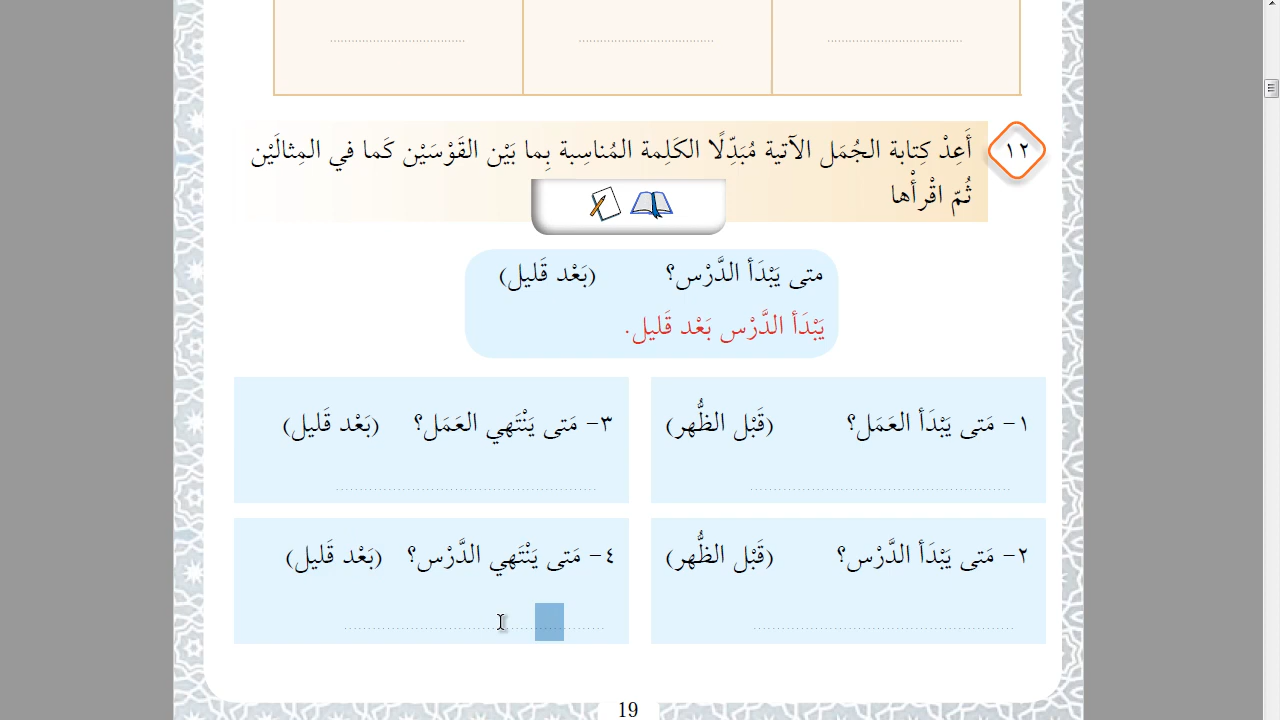 ١٢ أَعِدْ كِتابة الجُمَل الآتية مُبَدِّلًا الكَلِمة المُناسِبة بِما بَيْن القَوْسَيْن كَما في المِثالَيْن
ثُمّ اقْرأْها
متى يَبْدَأ الدَّرْس؟ (بَعْد قَليل)
يَبْدَأ الدَّرْس بَعْد قَليل.
١- مَتى يَبْدَأ العَمَل؟ (قَبْل الظُّهر)
٣- مَتى يَنْتَهي العَمَل؟ (بَعْد قَليل)
٢- مَتى يَبْدَأ الدَّرْس؟ (قَبْل الظُّهر)
٤- مَتى يَنْتَهي الدَّرْس؟ (بَعْد قَليل)
19